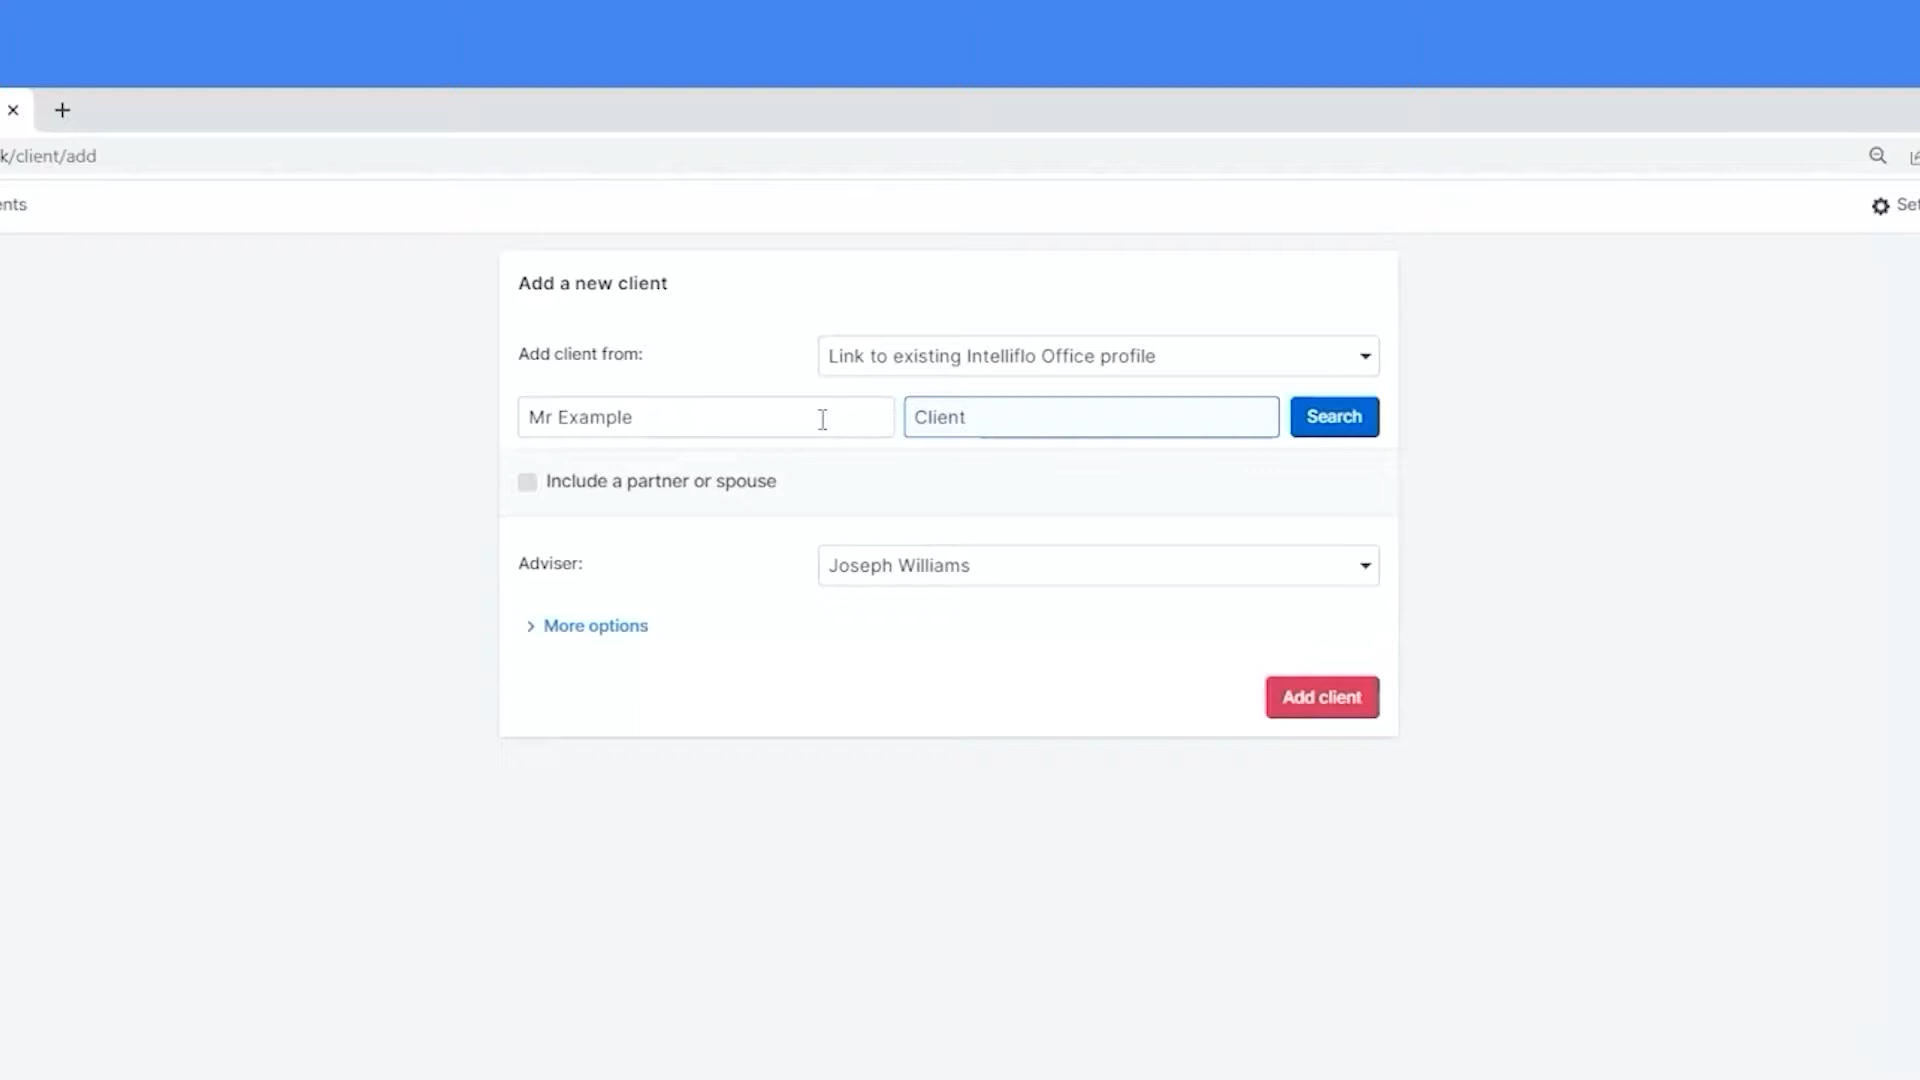 k/client/add
ents
Set
Add a new client
Add client from:
Link to existing Intelliflo Office profile
Mr Example
Client
Search
Include a partner or spouse
Adviser:
Joseph Williams
More options
Add client